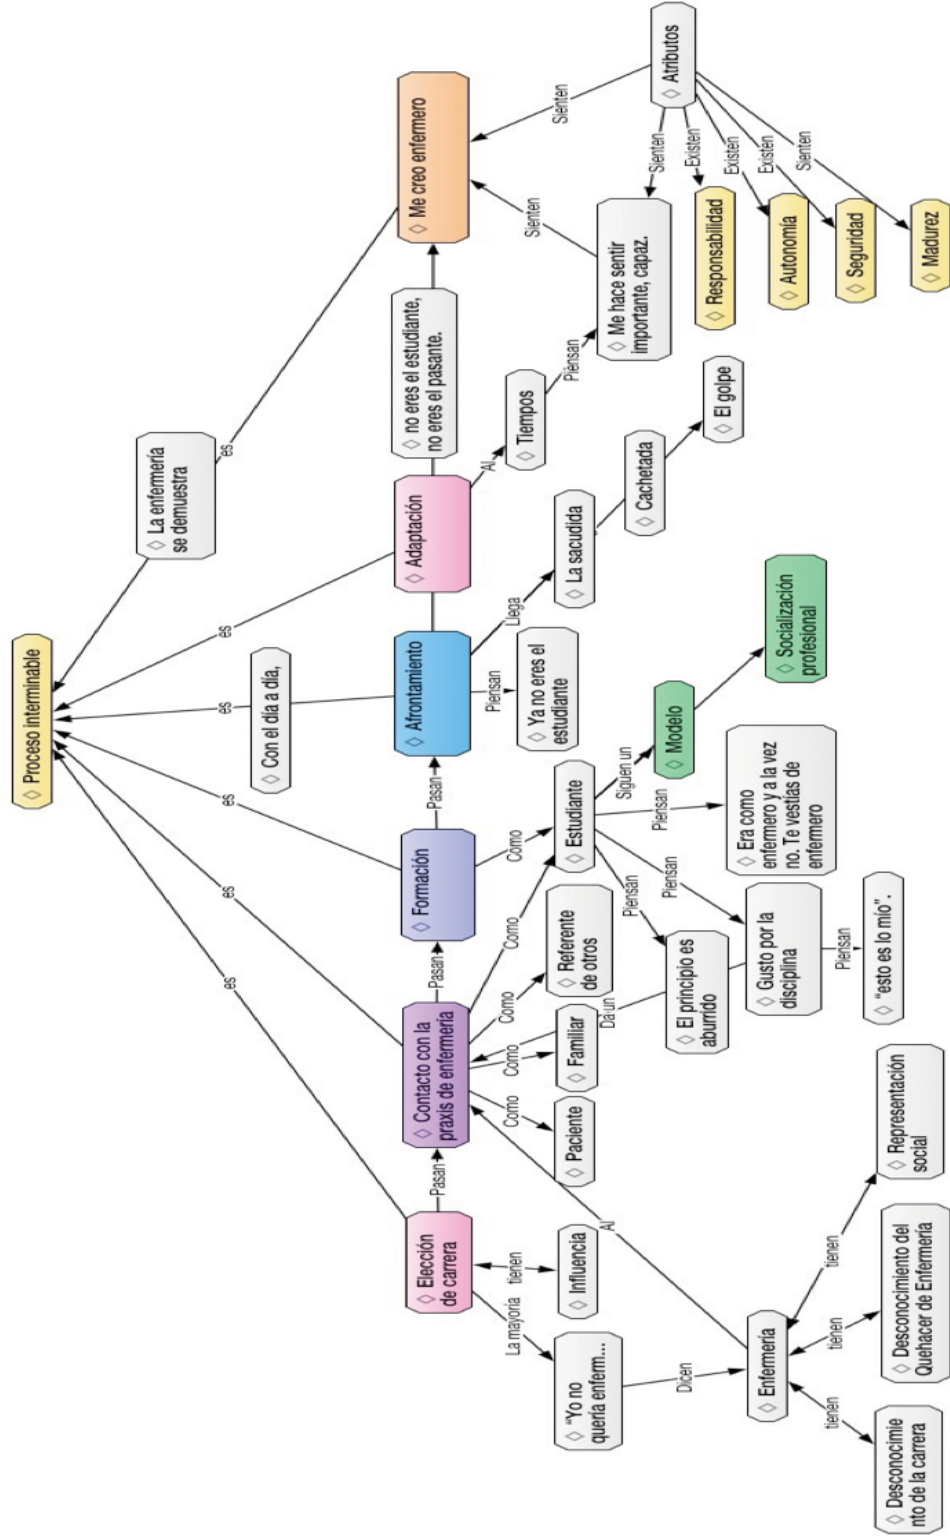 ◇ Proceso interminable
◇ La enfermería
se demuestra
es
es
es
es
es
es
◇ Con el día a día,
◇ Elección
de carrera
Pasan
◇ Contacto con la
praxis de enfermería
Pasan
◇ Formación
Pasan
◇ Afrontamiento
◇ Adaptación
◇ no eres el estudiante,
no eres el pasante.
◇ Me creo enfermero
La mayoría
tienen
◇ "Yo no
quería enferm...
◇ Influencia
Dicen
Al
Como
Como
Como
Como
Como
◇ Paciente
◇ Familiar
◇ Referente
de otros
◇ Estudiante
Da un
Piensan
Piensan
Piensan
Siguen un
◇ El principio es
aburrido
◇ Gusto por la
disciplina
Piensan
◇ "esto es lo mío".
◇ Era como
enfermero y a la vez
no. Te vestías de
enfermero
◇ Modelo
◇ Socialización
profesional
Piensan
◇ Ya no eres el
estudiante
Llega
◇ La sacudida
◇ Cachetada
◇ El golpe
Al
◇ Tiempos
Piensan
◇ Me hace sentir
importante, capaz.
Sienten
Sienten
◇ Atributos
Sienten
Existen
Existen
Existen
Sienten
◇ Responsabilidad
◇ Autonomía
◇ Seguridad
◇ Madurez
◇ Enfermería
tienen
tienen
tienen
◇ Desconocimie
nto de la carrera
◇ Desconocimiento del
Quehacer de Enfermería
◇ Representación
social